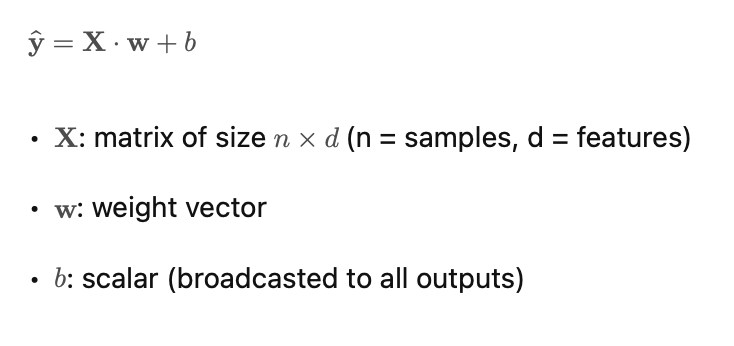 ŷ = X · w + b
• X: matrix of size n × d (n = samples, d = features)
• w: weight vector
• b: scalar (broadcasted to all outputs)